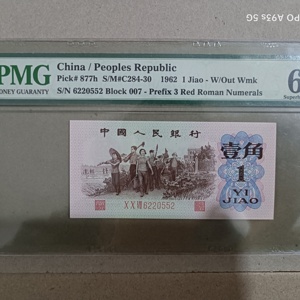 PO A93s 5G
PMG
China / Peoples Republic
Pick# 877h S/M#C284-30 1962 1 Jiao - W/Out Wmk
S/N 6220552 Block 007 - Prefix 3 Red Roman Numerals
MONEY GUARANTY
6
中國人民銀行
壹角
1
YI
JIAO
6220552